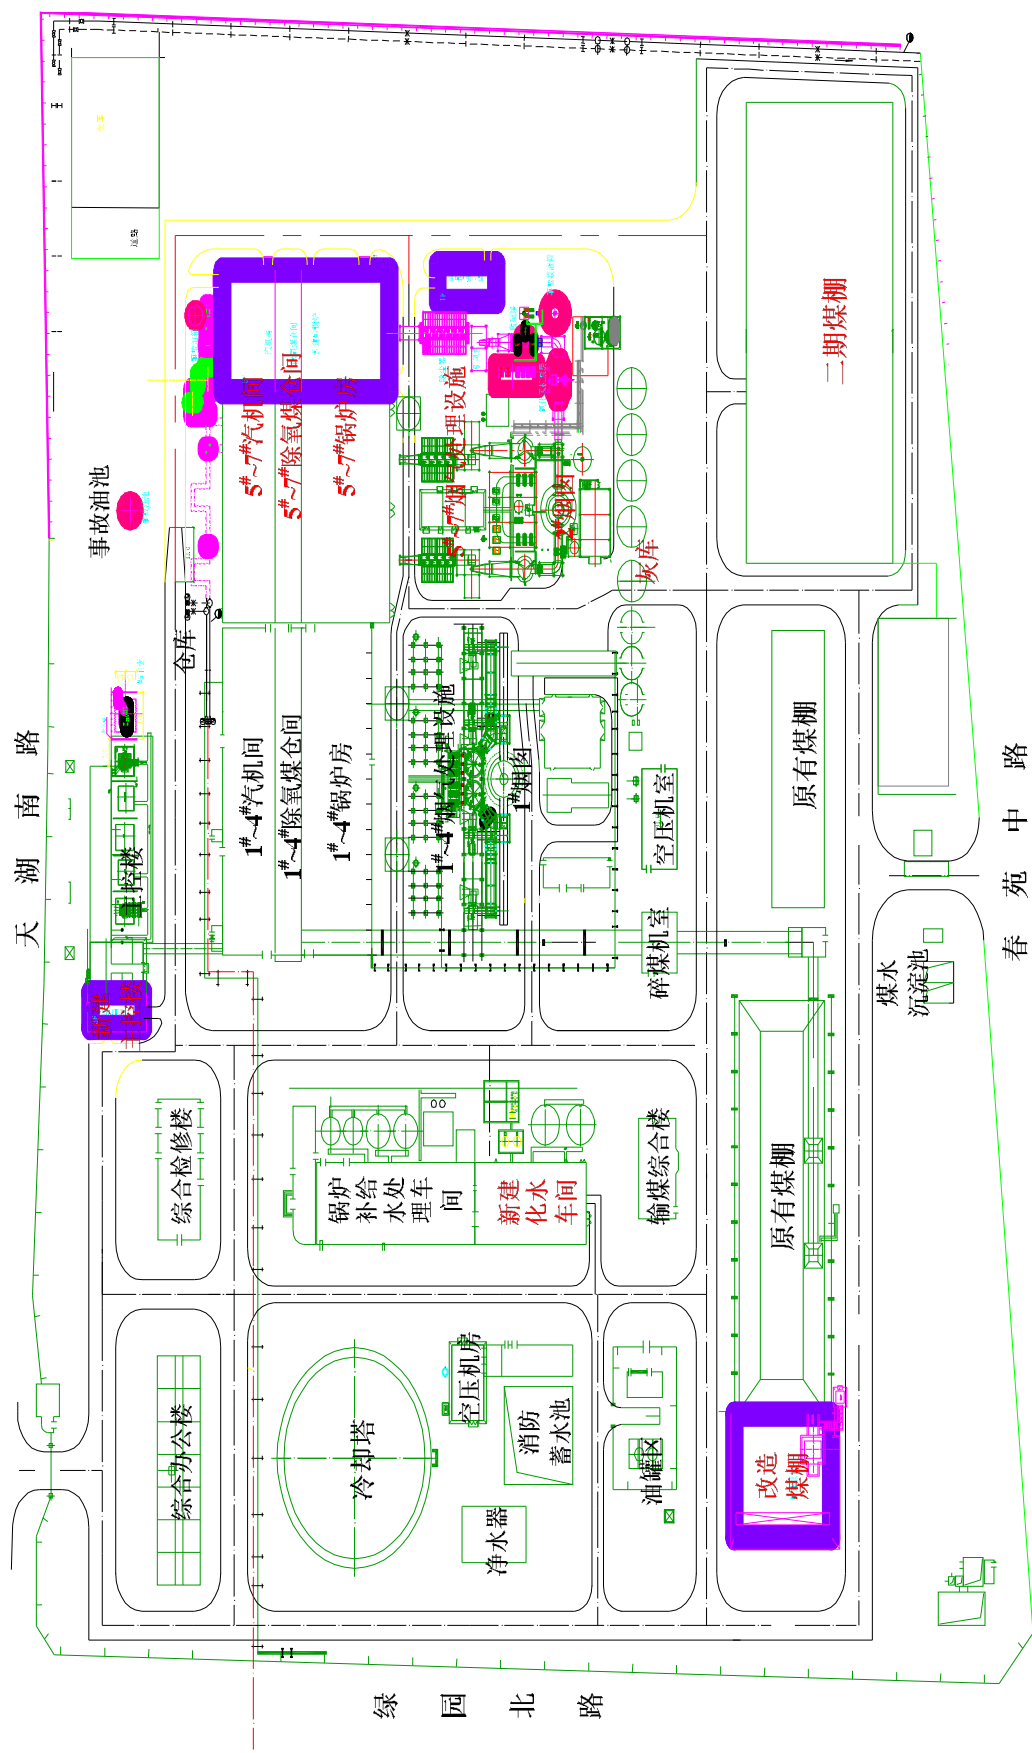 事故油池
仓库
天湖南路
春苑中路
绿园北路
二期煤棚
5#~7#汽机间
5#~7#除氧煤仓间
5#~7#锅炉房
5#~7#烟气处理设施
灰库
1#~4#汽机间
1#~4#除氧煤仓间
1#~4#锅炉房
1#~4#烟气处理设施
1#烟囱
空压机室
碎煤机室
原有煤棚
煤水
沉淀池
主控楼
新建
主控楼
综合检修楼
锅炉
补给
水处
理车
间
新建
化水
车间
输煤综合楼
原有煤棚
综合办公楼
冷却塔
空压机房
消防
蓄水池
净水器
油罐区
改造
煤棚
道路